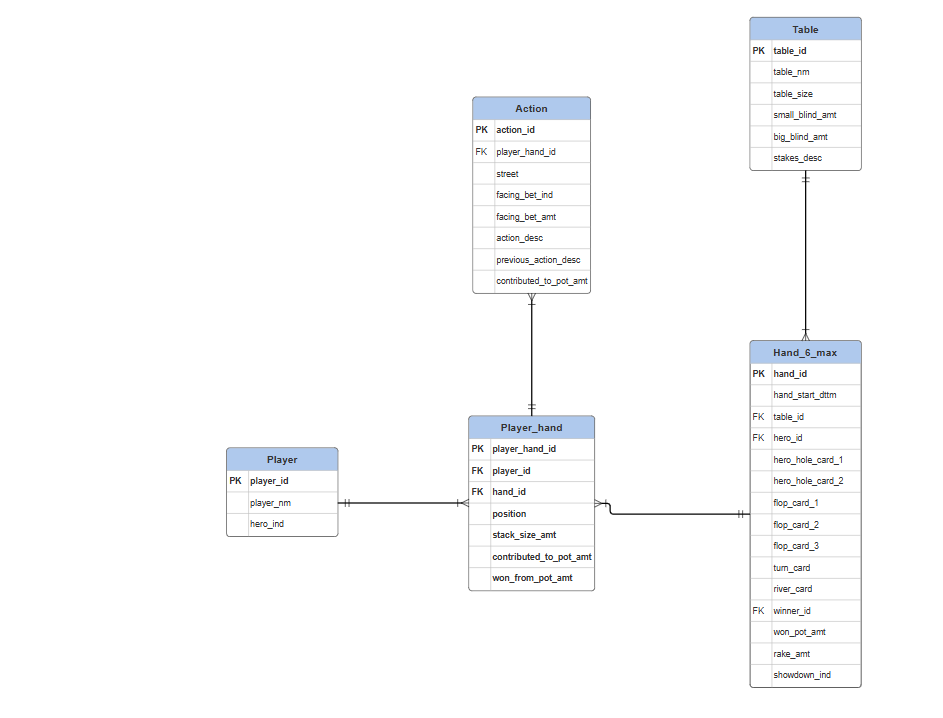 Table
PK table_id
table_nm
table_size
small_blind_amt
big_blind_amt
stakes_desc
Action
PK action_id
FK player_hand_id
street
facing_bet_ind
facing_bet_amt
action_desc
previous_action_desc
contributed_to_pot_amt
Hand_6_max
PK hand_id
hand_start_dttm
FK table_id
FK hero_id
hero_hole_card_1
hero_hole_card_2
flop_card_1
flop_card_2
flop_card_3
turn_card
river_card
FK winner_id
won_pot_amt
rake_amt
showdown_ind
Player_hand
PK player_hand_id
FK player_id
FK hand_id
position
stack_size_amt
contributed_to_pot_amt
won_from_pot_amt
Player
PK player_id
player_nm
hero_ind